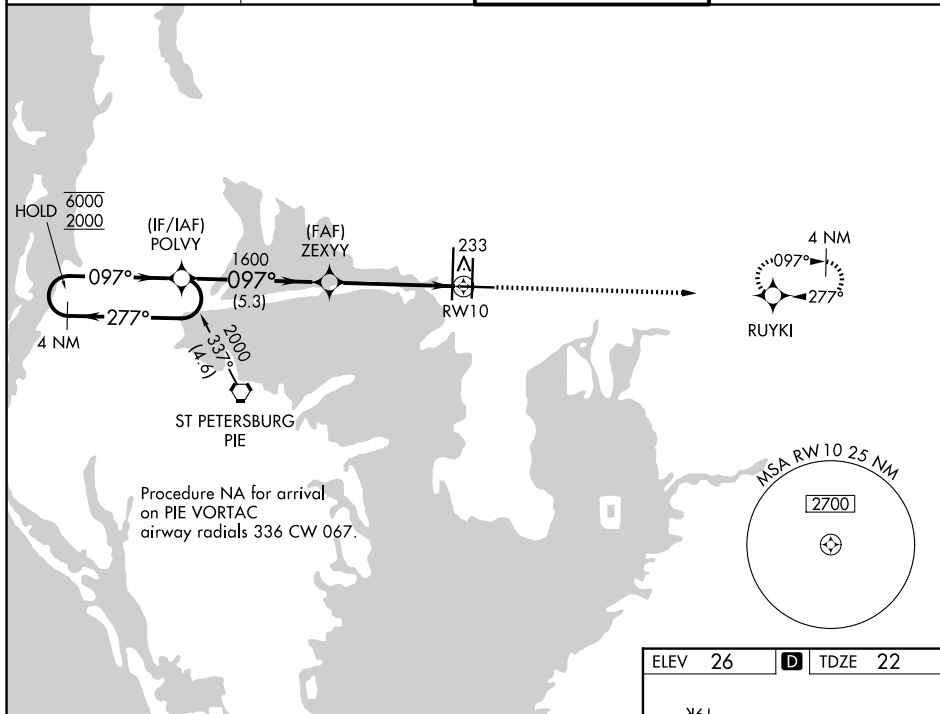 HOLD 6000
2000
(IF/IAF)
POLVY
(FAF)
ZEXYY
097°
1600
097°
(5.3)
277°
4 NM
2000
337°
(4.6)
ST PETERSBURG
PIE
233
RW10
4 NM
097°
277°
RUYKI
Procedure NA for arrival
on PIE VORTAC
airway radials 336 CW 067.
MSA RW 10 25 NM
2700
ELEV 26 D TDZE 22